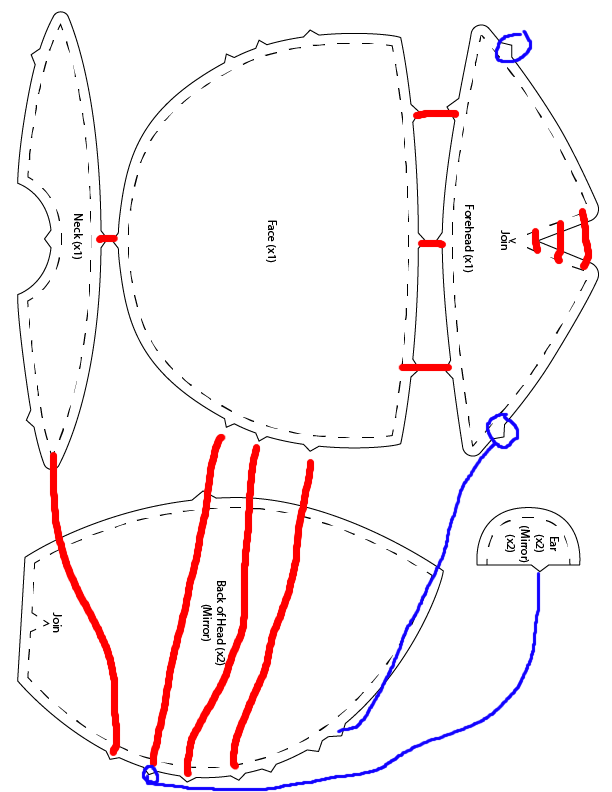 Neck (x1)
Face (x1)
Forehead (x1)
Join
>
Ear
(x2)
(Mirror)
(x2)
Back of Head (x2)
(Mirror)
Join
>